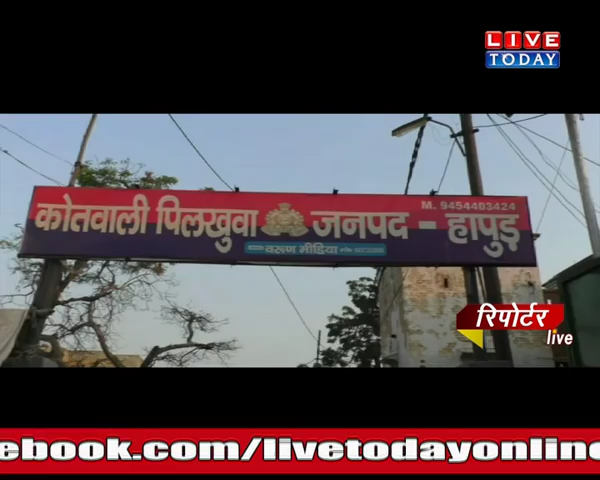 LIVE
TODAY
M. 9454403424
कोतवाली पिलखुवा जनपद - हापुड़
वरूण मीडिया
रिपोर्टर
live
ebook.com/livetodayonline